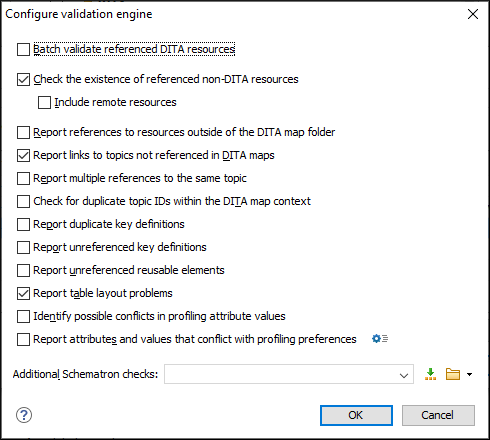 Configure validation engine
Batch validate referenced DITA resources
Check the existence of referenced non-DITA resources
Include remote resources
Report references to resources outside of the DITA map folder
Report links to topics not referenced in DITA maps
Report multiple references to the same topic
Check for duplicate topic IDs within the DITA map context
Report duplicate key definitions
Report unreferenced key definitions
Report unreferenced reusable elements
Report table layout problems
Identify possible conflicts in profiling attribute values
Report attributes and values that conflict with profiling preferences
Additional Schematron checks:
? OK Cancel